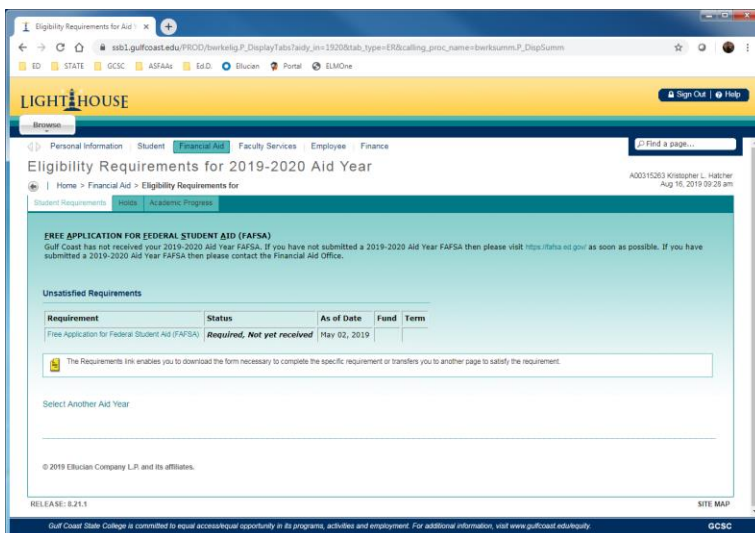 Eligibility Requirements for Aid Y
ssb1.gulfcoast.edu/PROD/bwrkelig.P_DisplayTabs?aidy_in=1920&tab_type=ER&calling_proc_name=bwrksumm.P_DispSumm
ED STATE GCSC ASFAAs Ed.D. Ellucian Portal ELMOne
LIGHTHOUSE
Sign Out | Help
Browse
Personal Information Student Financial Aid Faculty Services Employee Finance
Find a page...
Eligibility Requirements for 2019-2020 Aid Year
A00315263 Kristopher L. Hatcher
Aug 16, 2019 09:28 am
| Home > Financial Aid > Eligibility Requirements for
Student Requirements Holds Academic Progress
FREE APPLICATION FOR FEDERAL STUDENT AID (FAFSA)
Gulf Coast has not received your 2019-2020 Aid Year FAFSA. If you have not submitted a 2019-2020 Aid Year FAFSA then please visit https://fafsa.ed.gov/ as soon as possible. If you have
submitted a 2019-2020 Aid Year FAFSA then please contact the Financial Aid Office.
Unsatisfied Requirements
Requirement Status As of Date Fund Term
Free Application for Federal Student Aid (FAFSA) Required, Not yet received May 02, 2019
The Requirements link enables you to download the form necessary to complete the specific requirement or transfers you to another page to satisfy the requirement.
Select Another Aid Year
© 2019 Ellucian Company L.P. and its affiliates.
RELEASE: 8.21.1
SITE MAP
Gulf Coast State College is committed to equal access/equal opportunity in its programs, activities and employment. For additional information, visit www.gulfcoast.edu/equity.
GCSC